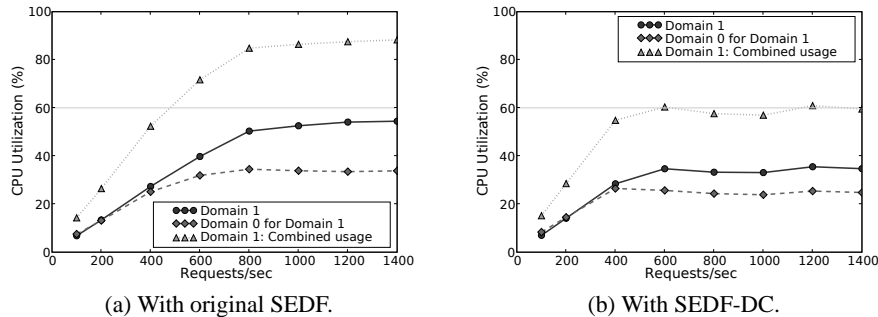 100
80
60
40
20
0
CPU Utilization (%)
Domain 1
Domain 0 for Domain 1
Domain 1: Combined usage
200 400 600 800 1000 1200 1400
Requests/sec
(a) With original SEDF.
100
80
60
40
20
0
CPU Utilization (%)
Domain 1
Domain 0 for Domain 1
Domain 1: Combined usage
200 400 600 800 1000 1200 1400
Requests/sec
(b) With SEDF-DC.